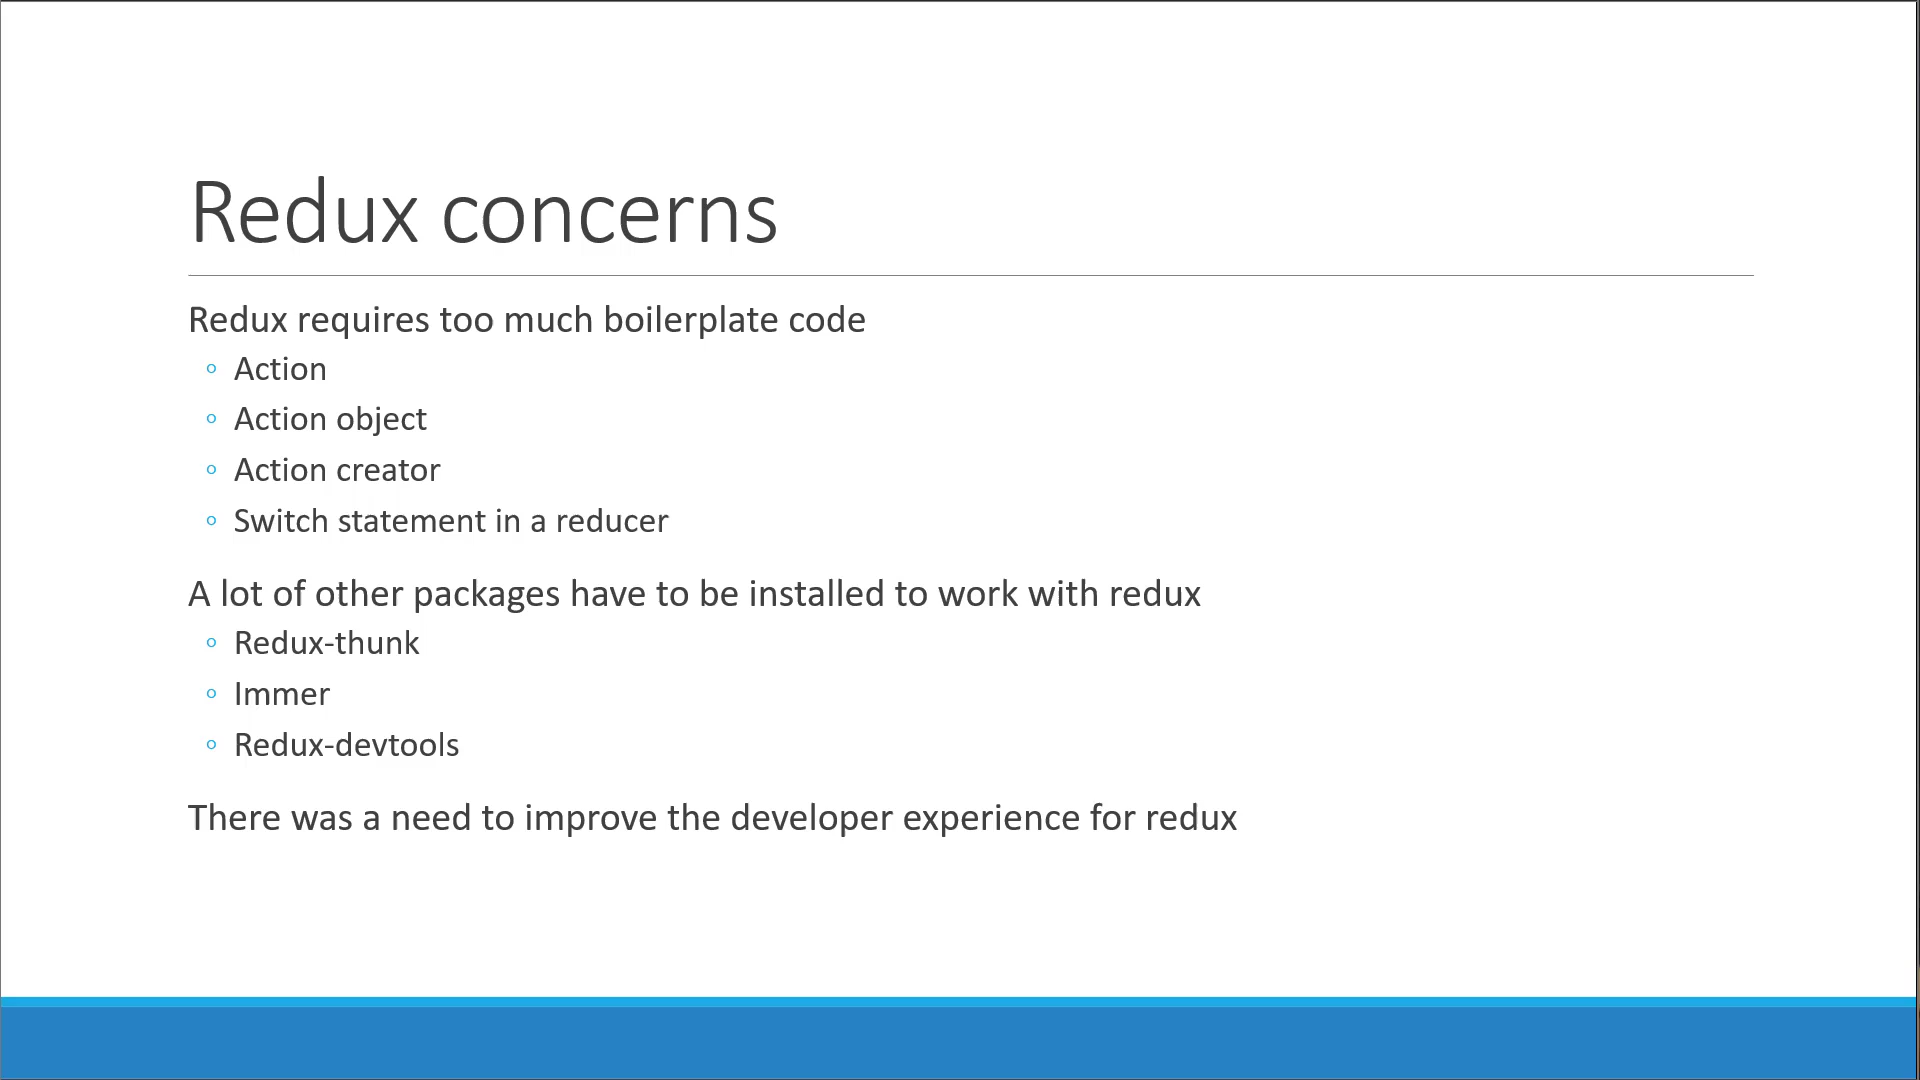 Redux concerns
Redux requires too much boilerplate code
◦ Action
◦ Action object
◦ Action creator
◦ Switch statement in a reducer
A lot of other packages have to be installed to work with redux
◦ Redux-thunk
◦ Immer
◦ Redux-devtools
There was a need to improve the developer experience for redux